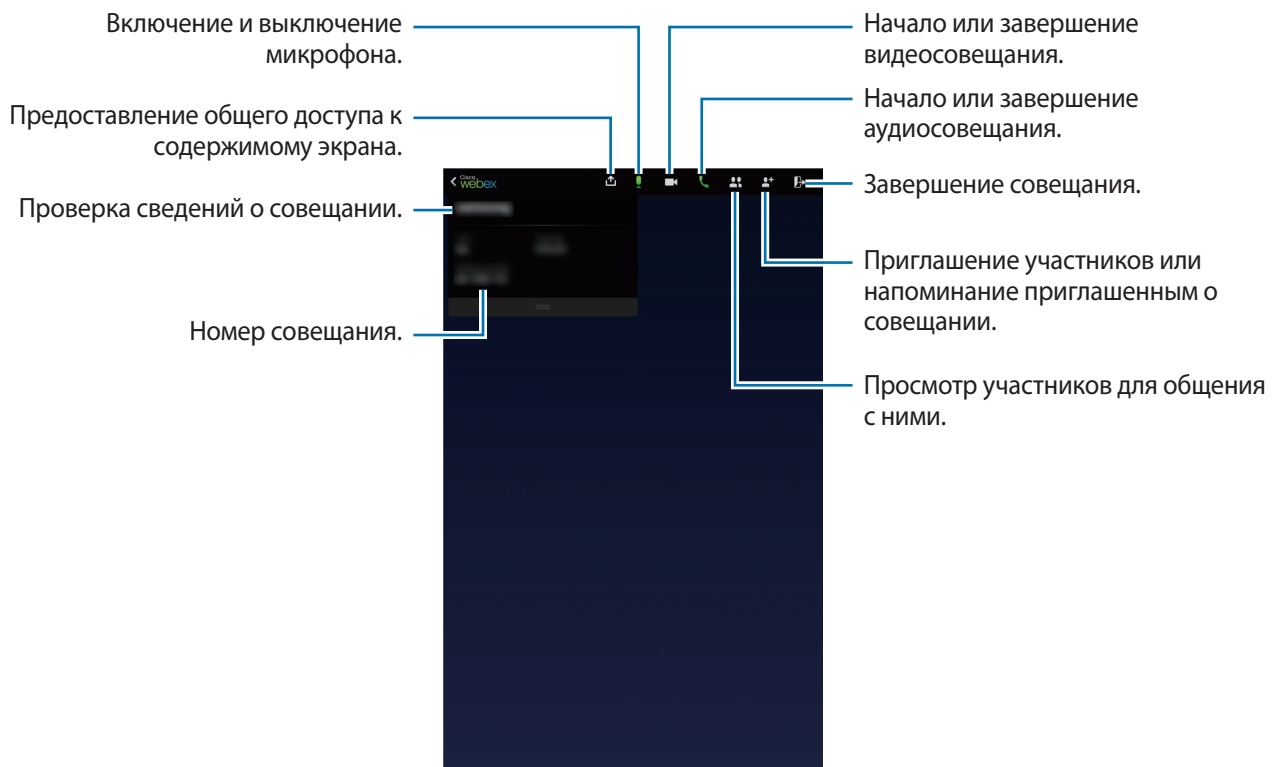 Включение и выключение
микрофона.
Предоставление общего доступа к
содержимому экрана.
Проверка сведений о совещании.
Номер совещания.
Cisco
webex
Начало или завершение
видеосовещания.
Начало или завершение
аудиосовещания.
Завершение совещания.
Приглашение участников или
напоминание приглашенным о
совещании.
Просмотр участников для общения
с ними.